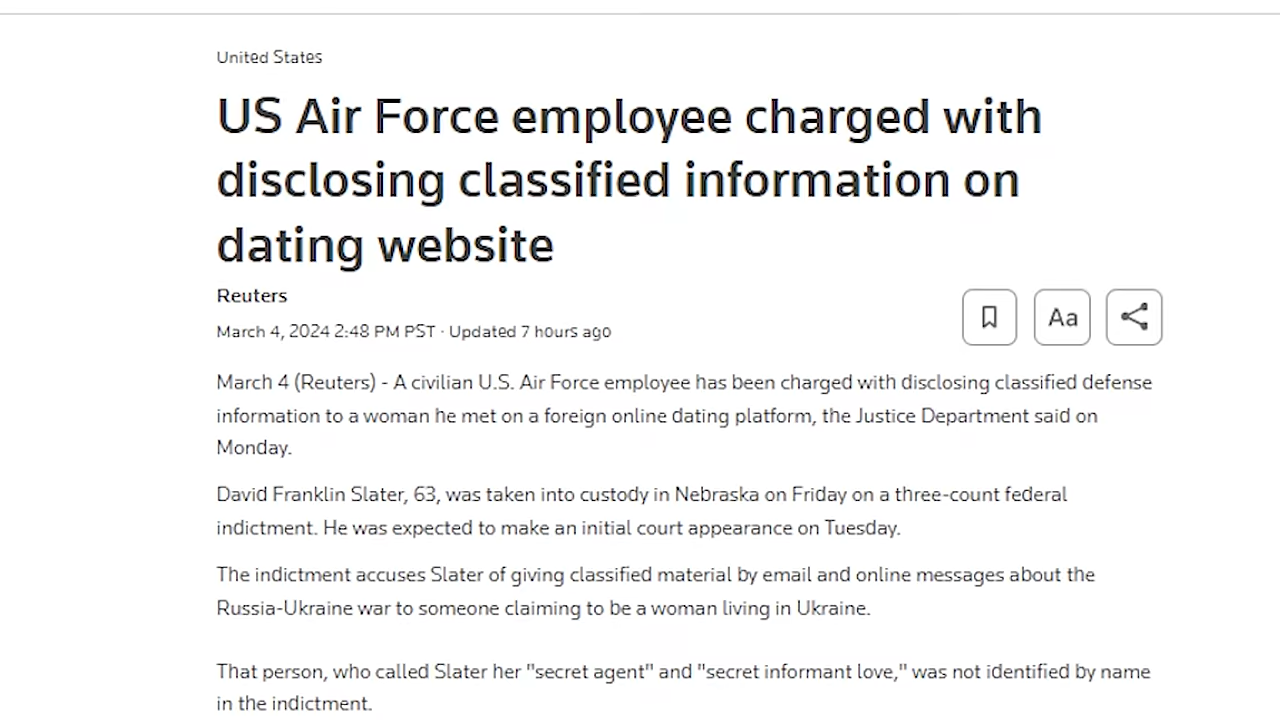 United States
US Air Force employee charged with
disclosing classified information on
dating website
Reuters
March 4, 2024 2:48 PM PST · Updated 7 hours ago
Aa
March 4 (Reuters) - A civilian U.S. Air Force employee has been charged with disclosing classified defense
information to a woman he met on a foreign online dating platform, the Justice Department said on
Monday.
David Franklin Slater, 63, was taken into custody in Nebraska on Friday on a three-count federal
indictment. He was expected to make an initial court appearance on Tuesday.
The indictment accuses Slater of giving classified material by email and online messages about the
Russia-Ukraine war to someone claiming to be a woman living in Ukraine.
That person, who called Slater her "secret agent" and "secret informant love," was not identified by name
in the indictment.